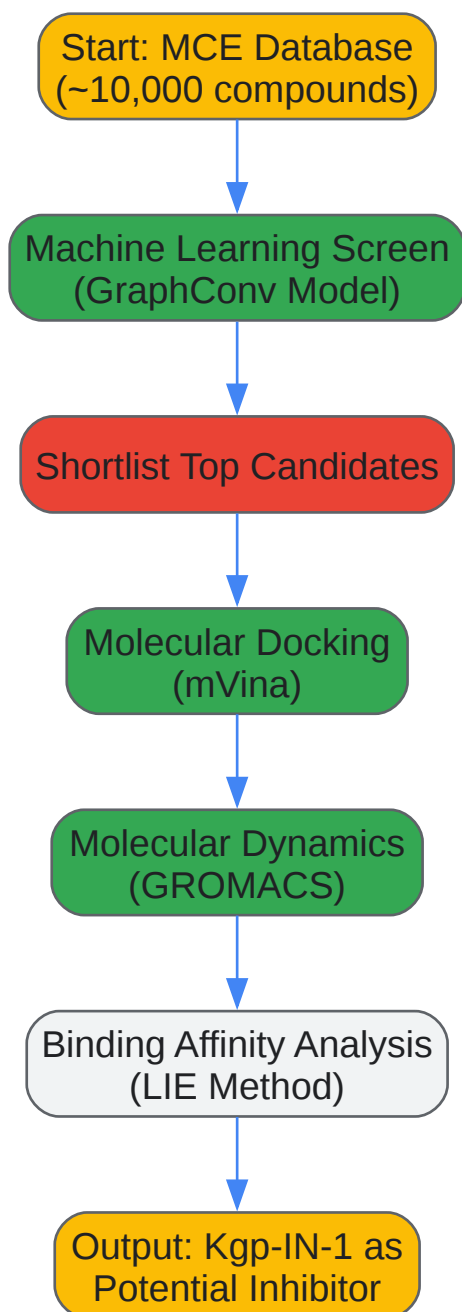 Start: MCE Database
(~10,000 compounds)
Machine Learning Screen
(GraphConv Model)
Shortlist Top Candidates
Molecular Docking
(mVina)
Molecular Dynamics
(GROMACS)
Binding Affinity Analysis
(LIE Method)
Output: Kgp-IN-1 as
Potential Inhibitor